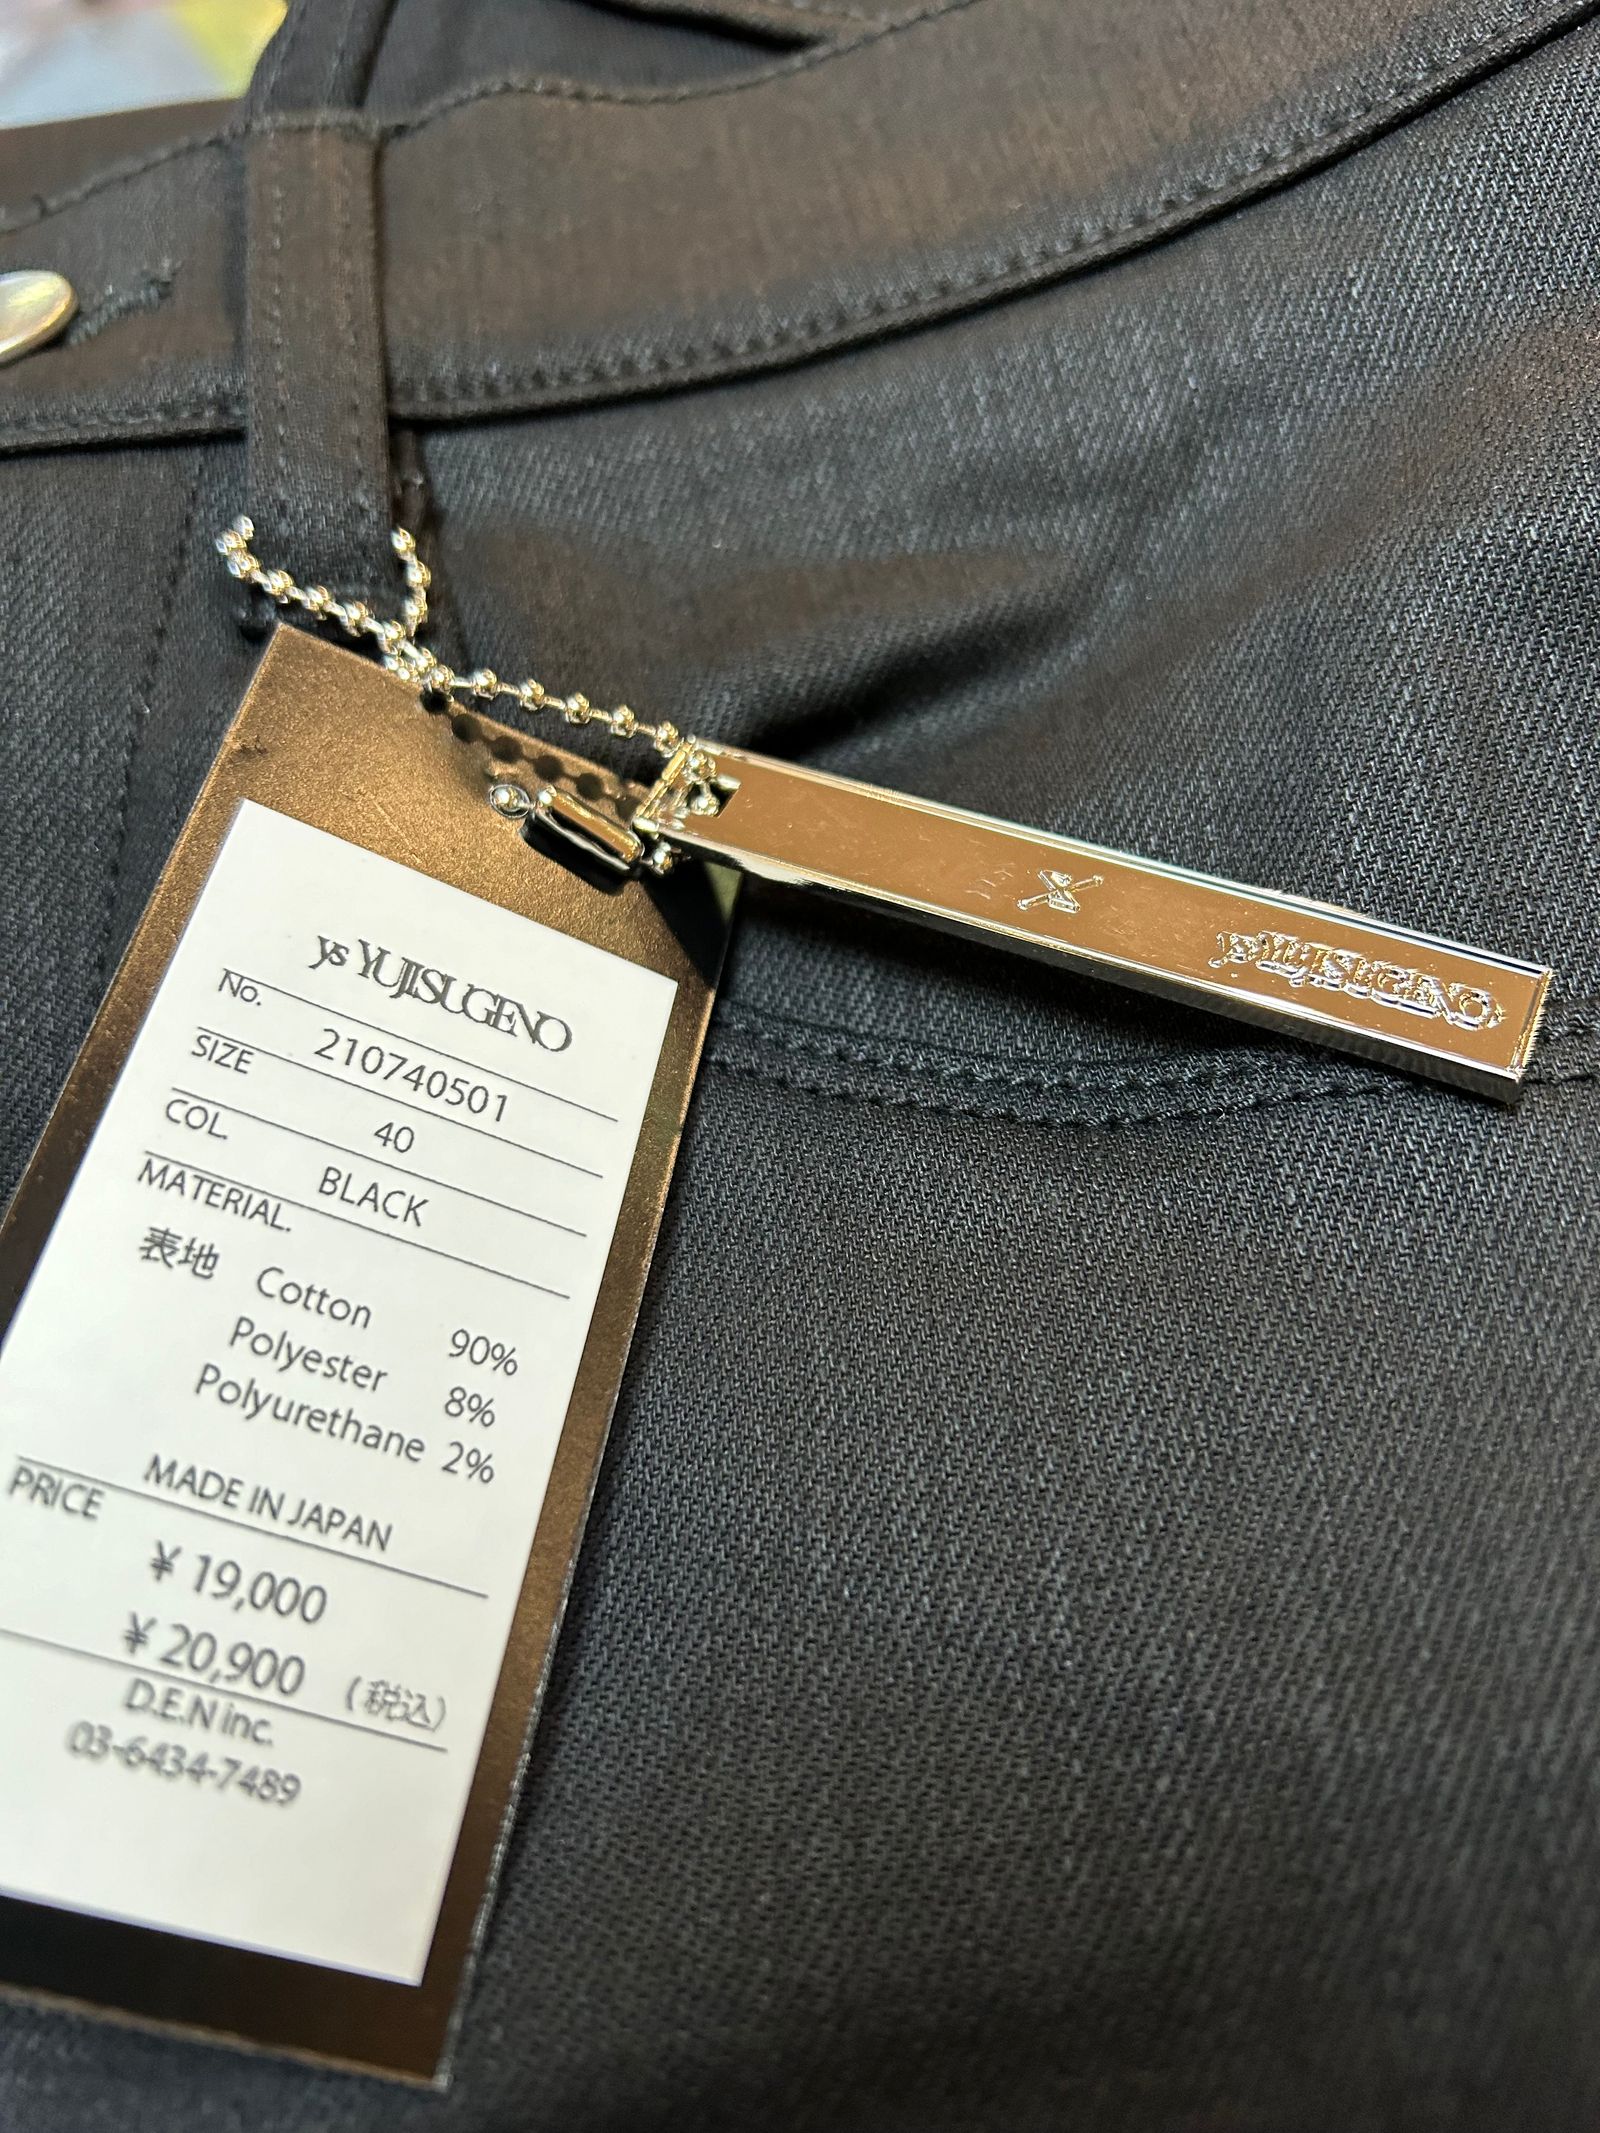 ys YUJISUGENO
No.
210740501
SIZE
40
COL.
BLACK
MATERIAL.
表地 Cotton 90%
Polyester 8%
Polyurethane 2%
MADE IN JAPAN
PRICE
¥ 19,000
¥ 20,900 (税込)
D.E.N inc.
03-6434-7489
ys YUJISUGENO